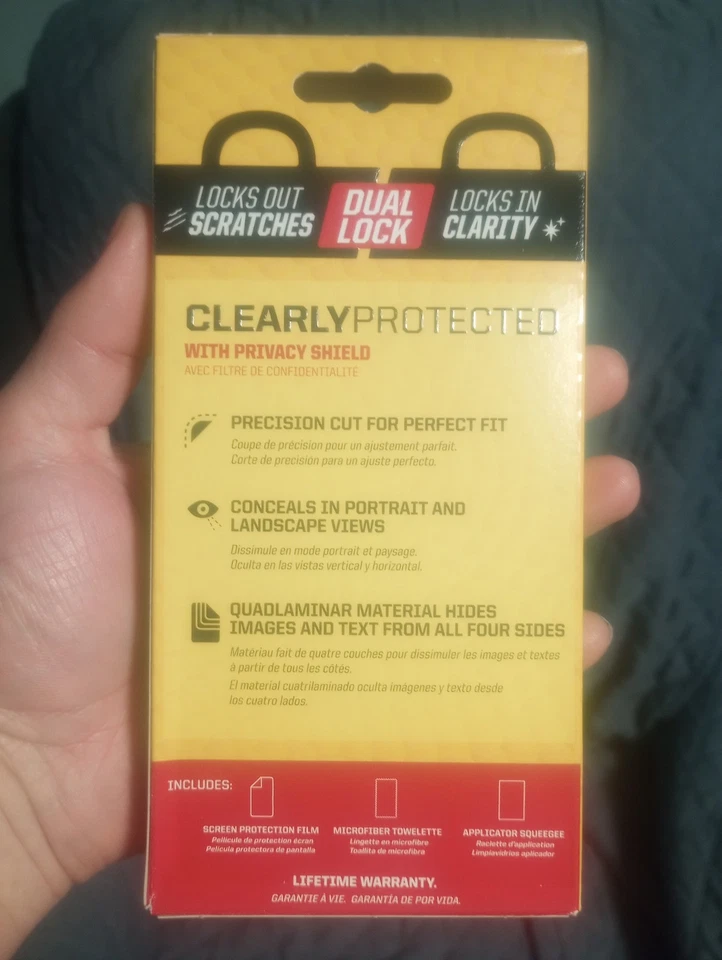 LOCKS OUT
SCRATCHES
DUAL
LOCK
LOCKS IN
CLARITY
CLEARLYPROTECTED
WITH PRIVACY SHIELD
AVEC FILTRE DE CONFIDENTIALITÉ
PRECISION CUT FOR PERFECT FIT
Coupe de précision pour un ajustement parfait.
Corte de precisión para un ajuste perfecto.
CONCEALS IN PORTRAIT AND
LANDSCAPE VIEWS
Dissimule en mode portrait et paysage.
Oculta en las vistas vertical y horizontal.
QUADLAMINAR MATERIAL HIDES
IMAGES AND TEXT FROM ALL FOUR SIDES
Matériau fait de quatre couches pour dissimuler les images et textes
à partir de tous les côtés.
El material cuatrilaminado oculta imágenes y texto desde
los cuatro lados.
INCLUDES:
SCREEN PROTECTION FILM
Pellicule de protection écran
Película protectora de pantalla
MICROFIBER TOWELETTE
Lingette en microfibre
Toallita de microfibra
APPLICATOR SQUEEGEE
Raclette d'application
Limpiavidrios aplicador
LIFETIME WARRANTY.
GARANTIE À VIE. GARANTÍA DE POR VIDA.